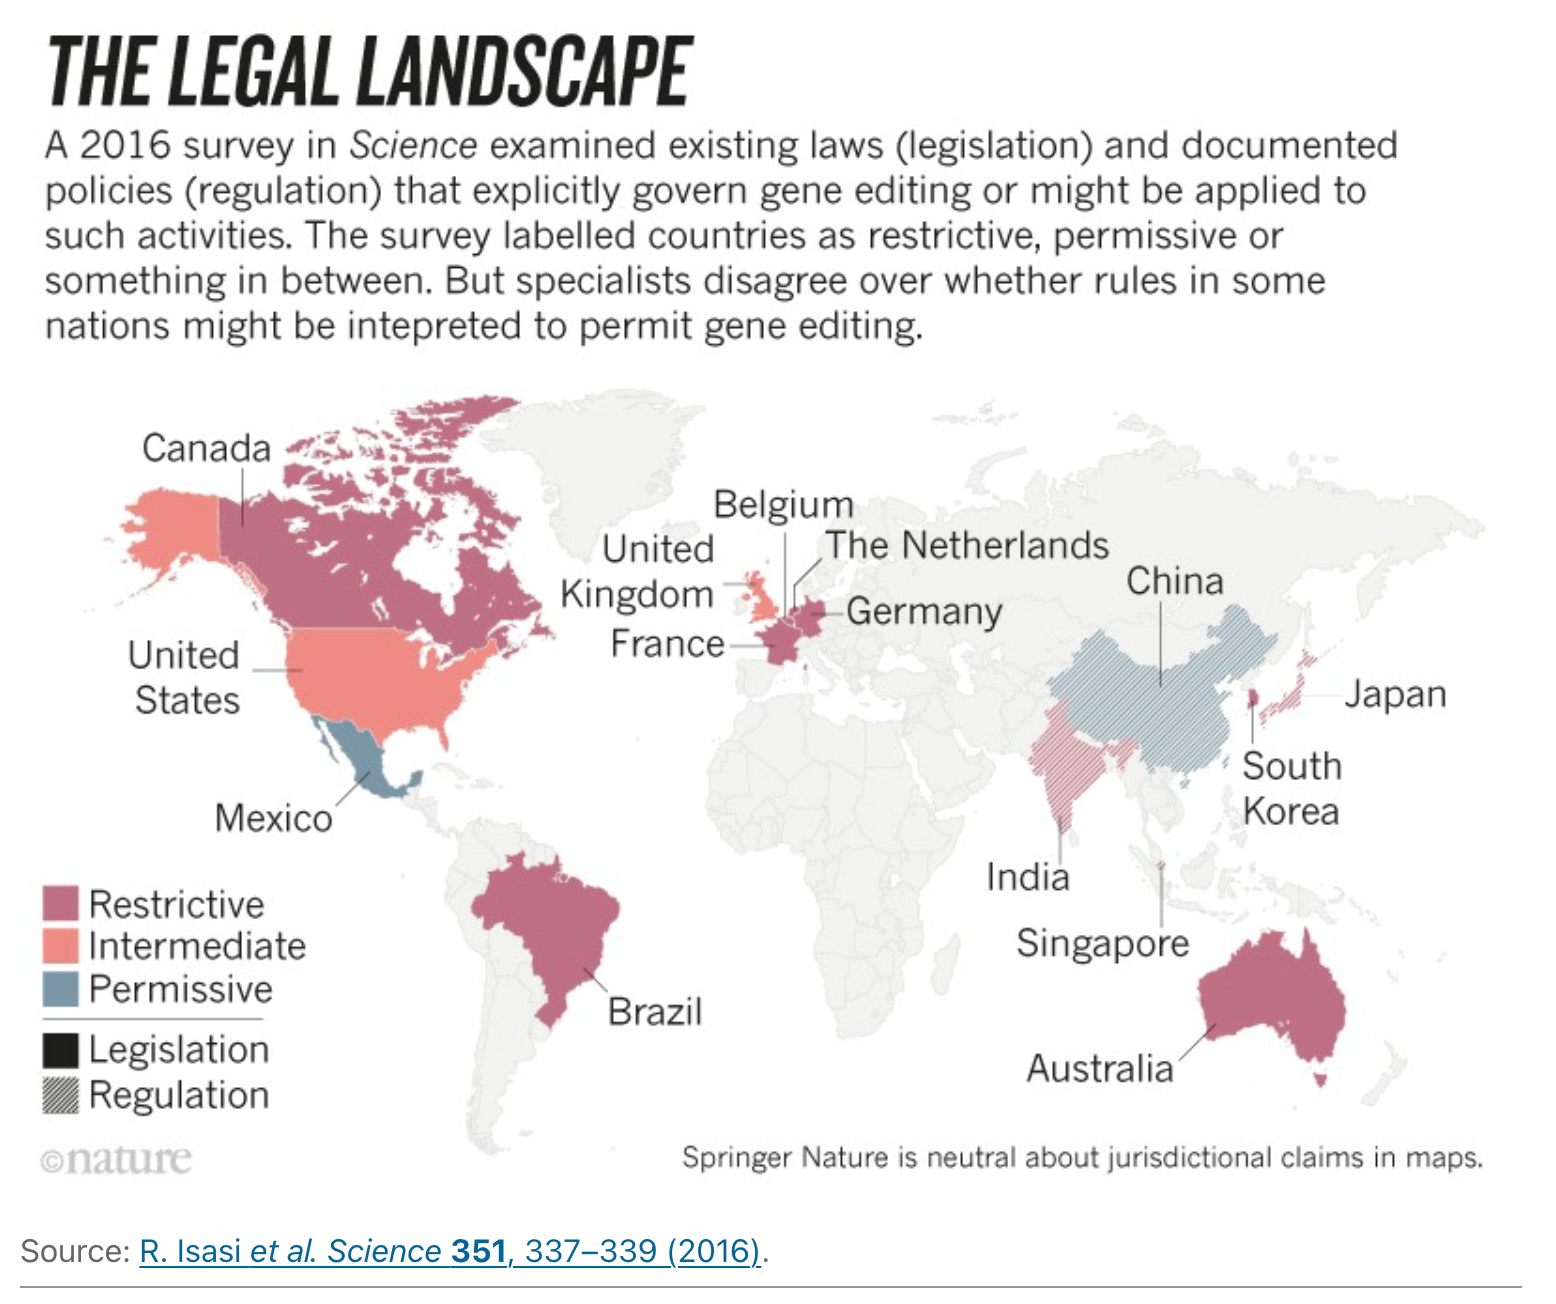 THE LEGAL LANDSCAPE
A 2016 survey in Science examined existing laws (legislation) and documented
policies (regulation) that explicitly govern gene editing or might be applied to
such activities. The survey labelled countries as restrictive, permissive or
something in between. But specialists disagree over whether rules in some
nations might be intepreted to permit gene editing.
Canada
Belgium
United
Kingdom
The Netherlands
China
Germany
France
United
States
Japan
South
Korea
Mexico
India
Restrictive
Intermediate
Permissive
Singapore
Brazil
Legislation
Regulation
Australia
©nature
Springer Nature is neutral about jurisdictional claims in maps.
Source: R. Isasi et al. Science 351, 337–339 (2016).